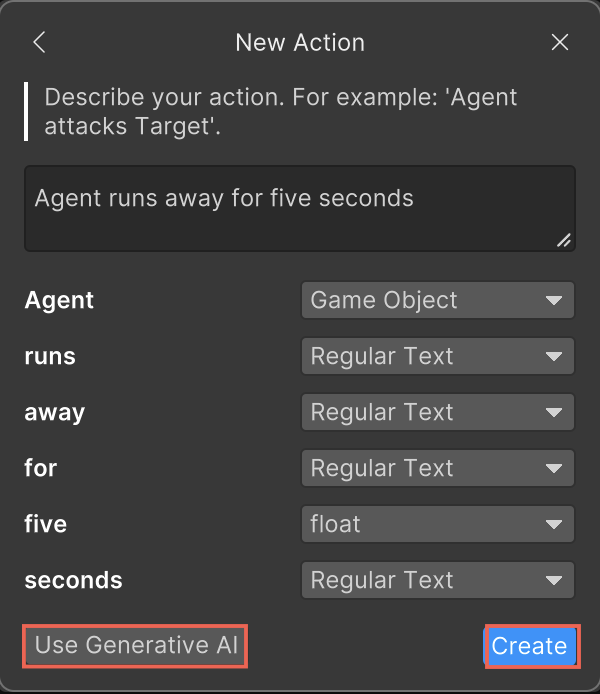 New Action
Describe your action. For example: 'Agent
attacks Target'.
Agent runs away for five seconds
Agent Game Object
runs Regular Text
away Regular Text
for Regular Text
five float
seconds Regular Text
Use Generative AI Create